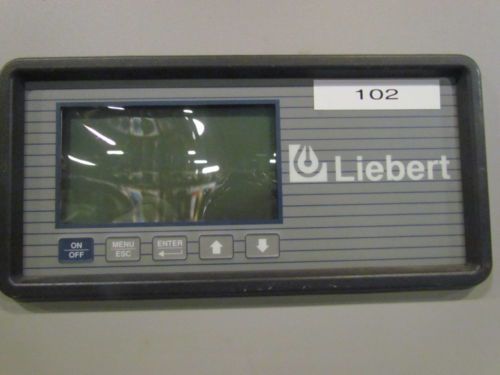 102
Liebert
ON
OFF
MENU
ESC
ENTER